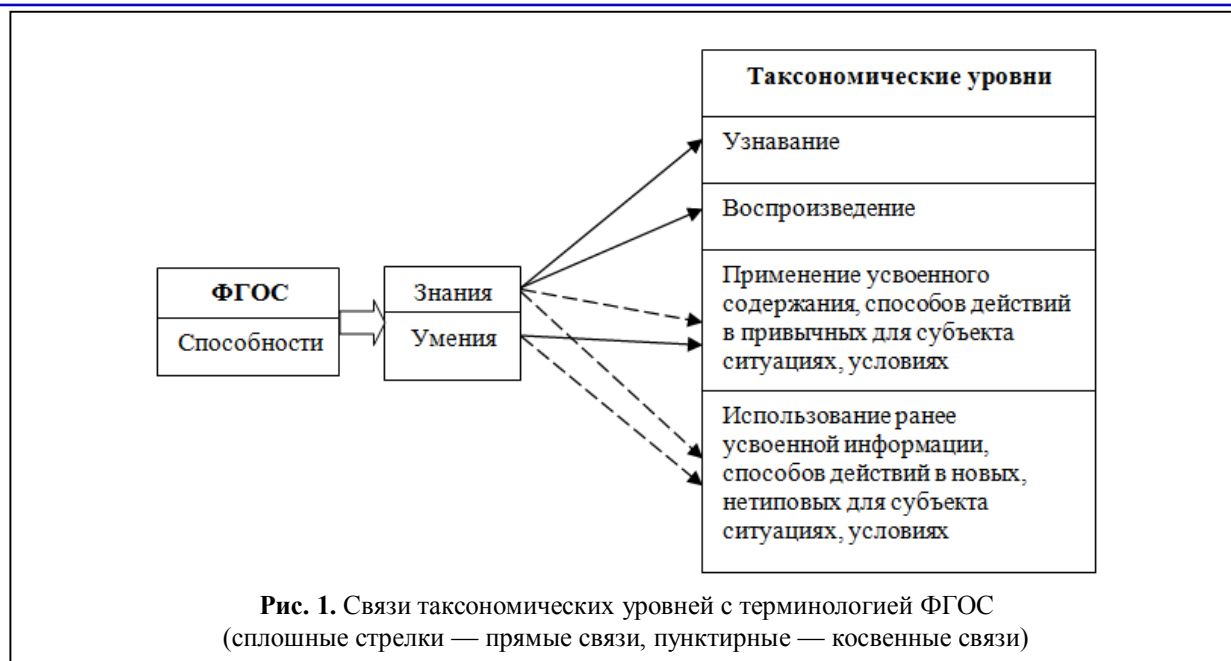 Таксономические уровни
Узнавание
Воспроизведение
Применение усвоенного
содержания, способов действий
в привычных для субъекта
ситуациях, условиях
Использование ранее
усвоенной информации,
способов действий в новых,
нетиповых для субъекта
ситуациях, условиях
ФГОС
Способности
Знания
Умения
Рис. 1. Связи таксономических уровней с терминологией ФГОС
(сплошные стрелки — прямые связи, пунктирные — косвенные связи)